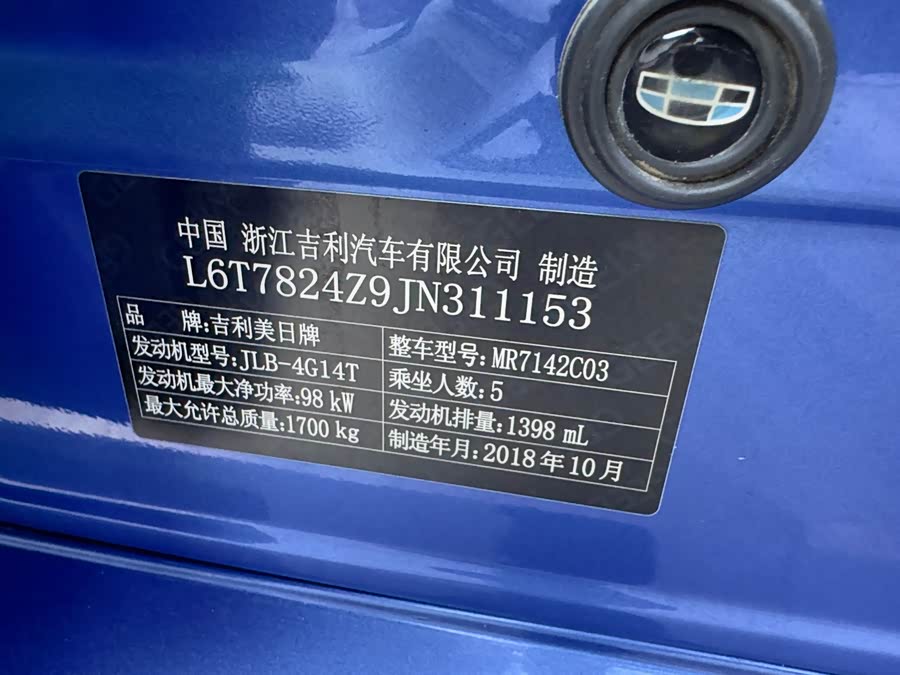 中国 浙江吉利汽车有限公司 制造
L6T7824Z9JN311153
品 牌:吉利美日牌
整车型号:MR7142C03
发动机型号:JLB-4G14T
乘坐人数:5
发动机最大净功率:98 kW
发动机排量:1398 mL
最大允许总质量:1700 kg
制造年月:2018年10月